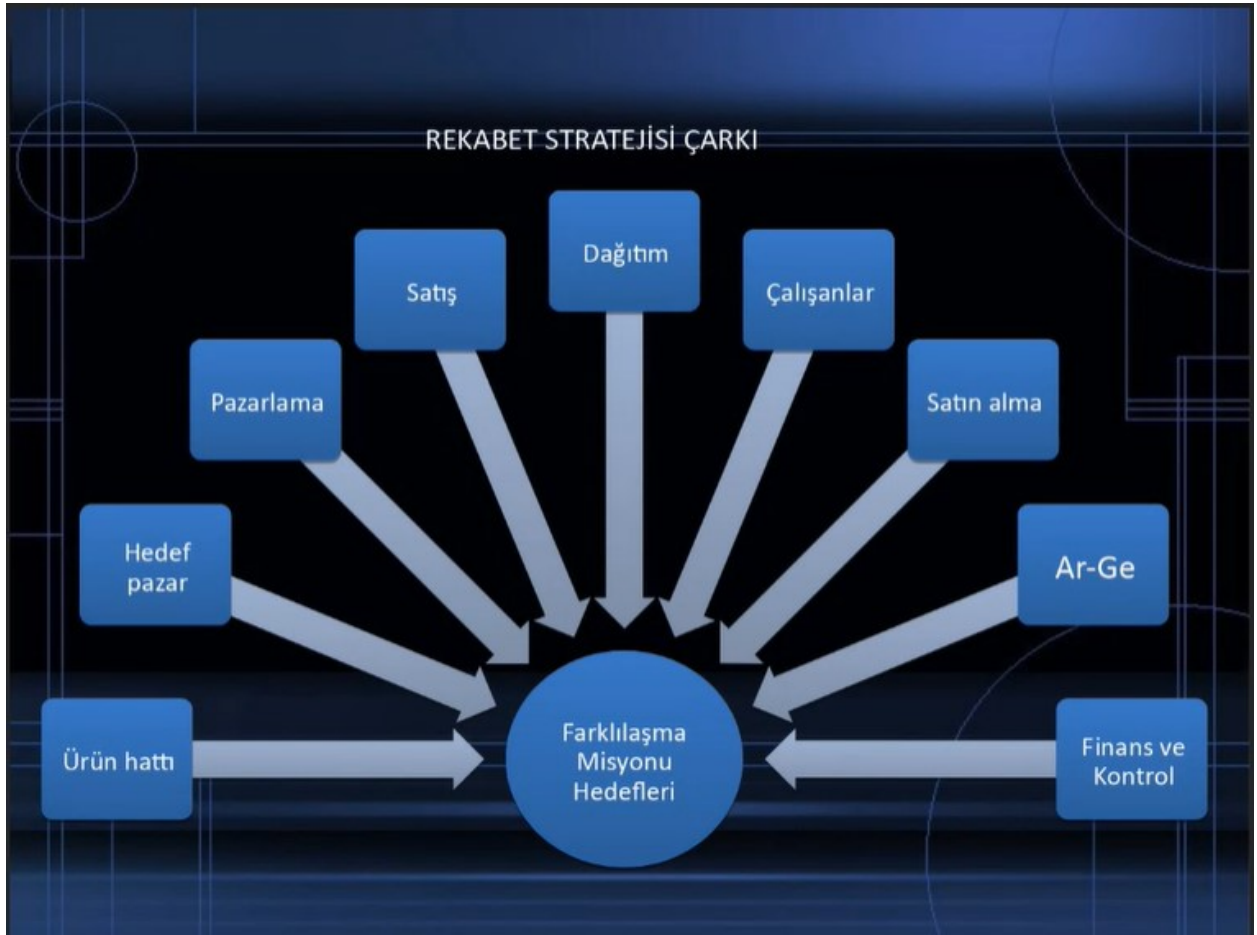 REKABET STRATEJİSİ ÇARKI
Ürün hattı
Hedef
pazar
Pazarlama
Satış
Dağıtım
Çalışanlar
Satın alma
Ar-Ge
Finans ve
Kontrol
Farklılaşma
Misyonu
Hedefleri